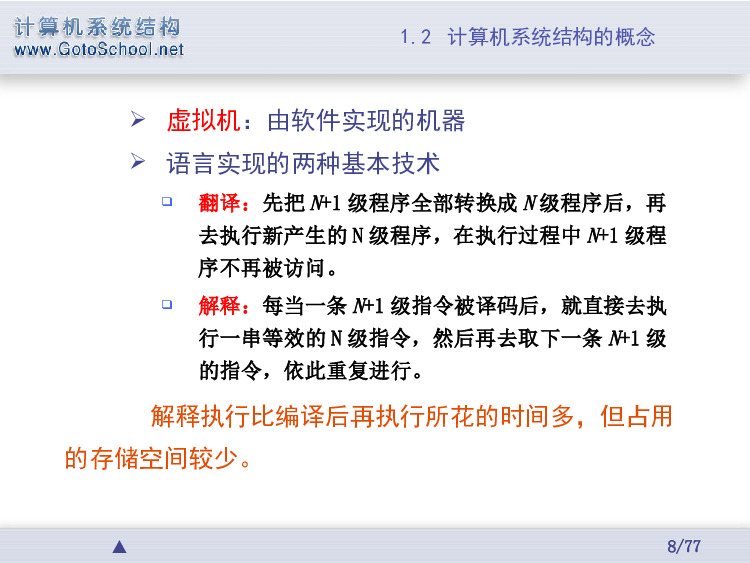 计算机系统结构
www.GotoSchool.net
1.2 计算机系统结构的概念
➢ 虚拟机：由软件实现的机器
➢ 语言实现的两种基本技术
❑ 翻译：先把 N+1 级程序全部转换成 N 级程序后，再
去执行新产生的 N 级程序，在执行过程中 N+1 级程
序不再被访问。
❑ 解释：每当一条 N+1 级指令被译码后，就直接去执
行一串等效的 N 级指令，然后再去取下一条 N+1 级
的指令，依此重复进行。
解释执行比编译后再执行所花的时间多，但占用
的存储空间较少。
▲
8/77